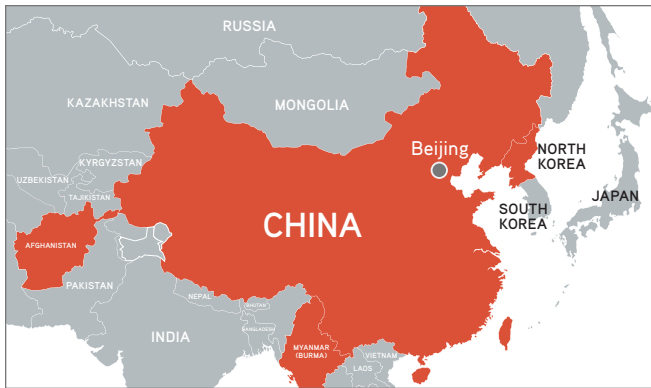 RUSSIA
KAZAKHSTAN
MONGOLIA
Beijing
NORTH
KOREA
KYRGYZSTAN
UZBEKISTAN
TAJIKISTAN
JAPAN
SOUTH
KOREA
CHINA
AFGHANISTAN
PAKISTAN
NEPAL
BHUTAN
BANGLADESH
INDIA
MYANMAR
(BURMA)
VIETNAM
LAOS